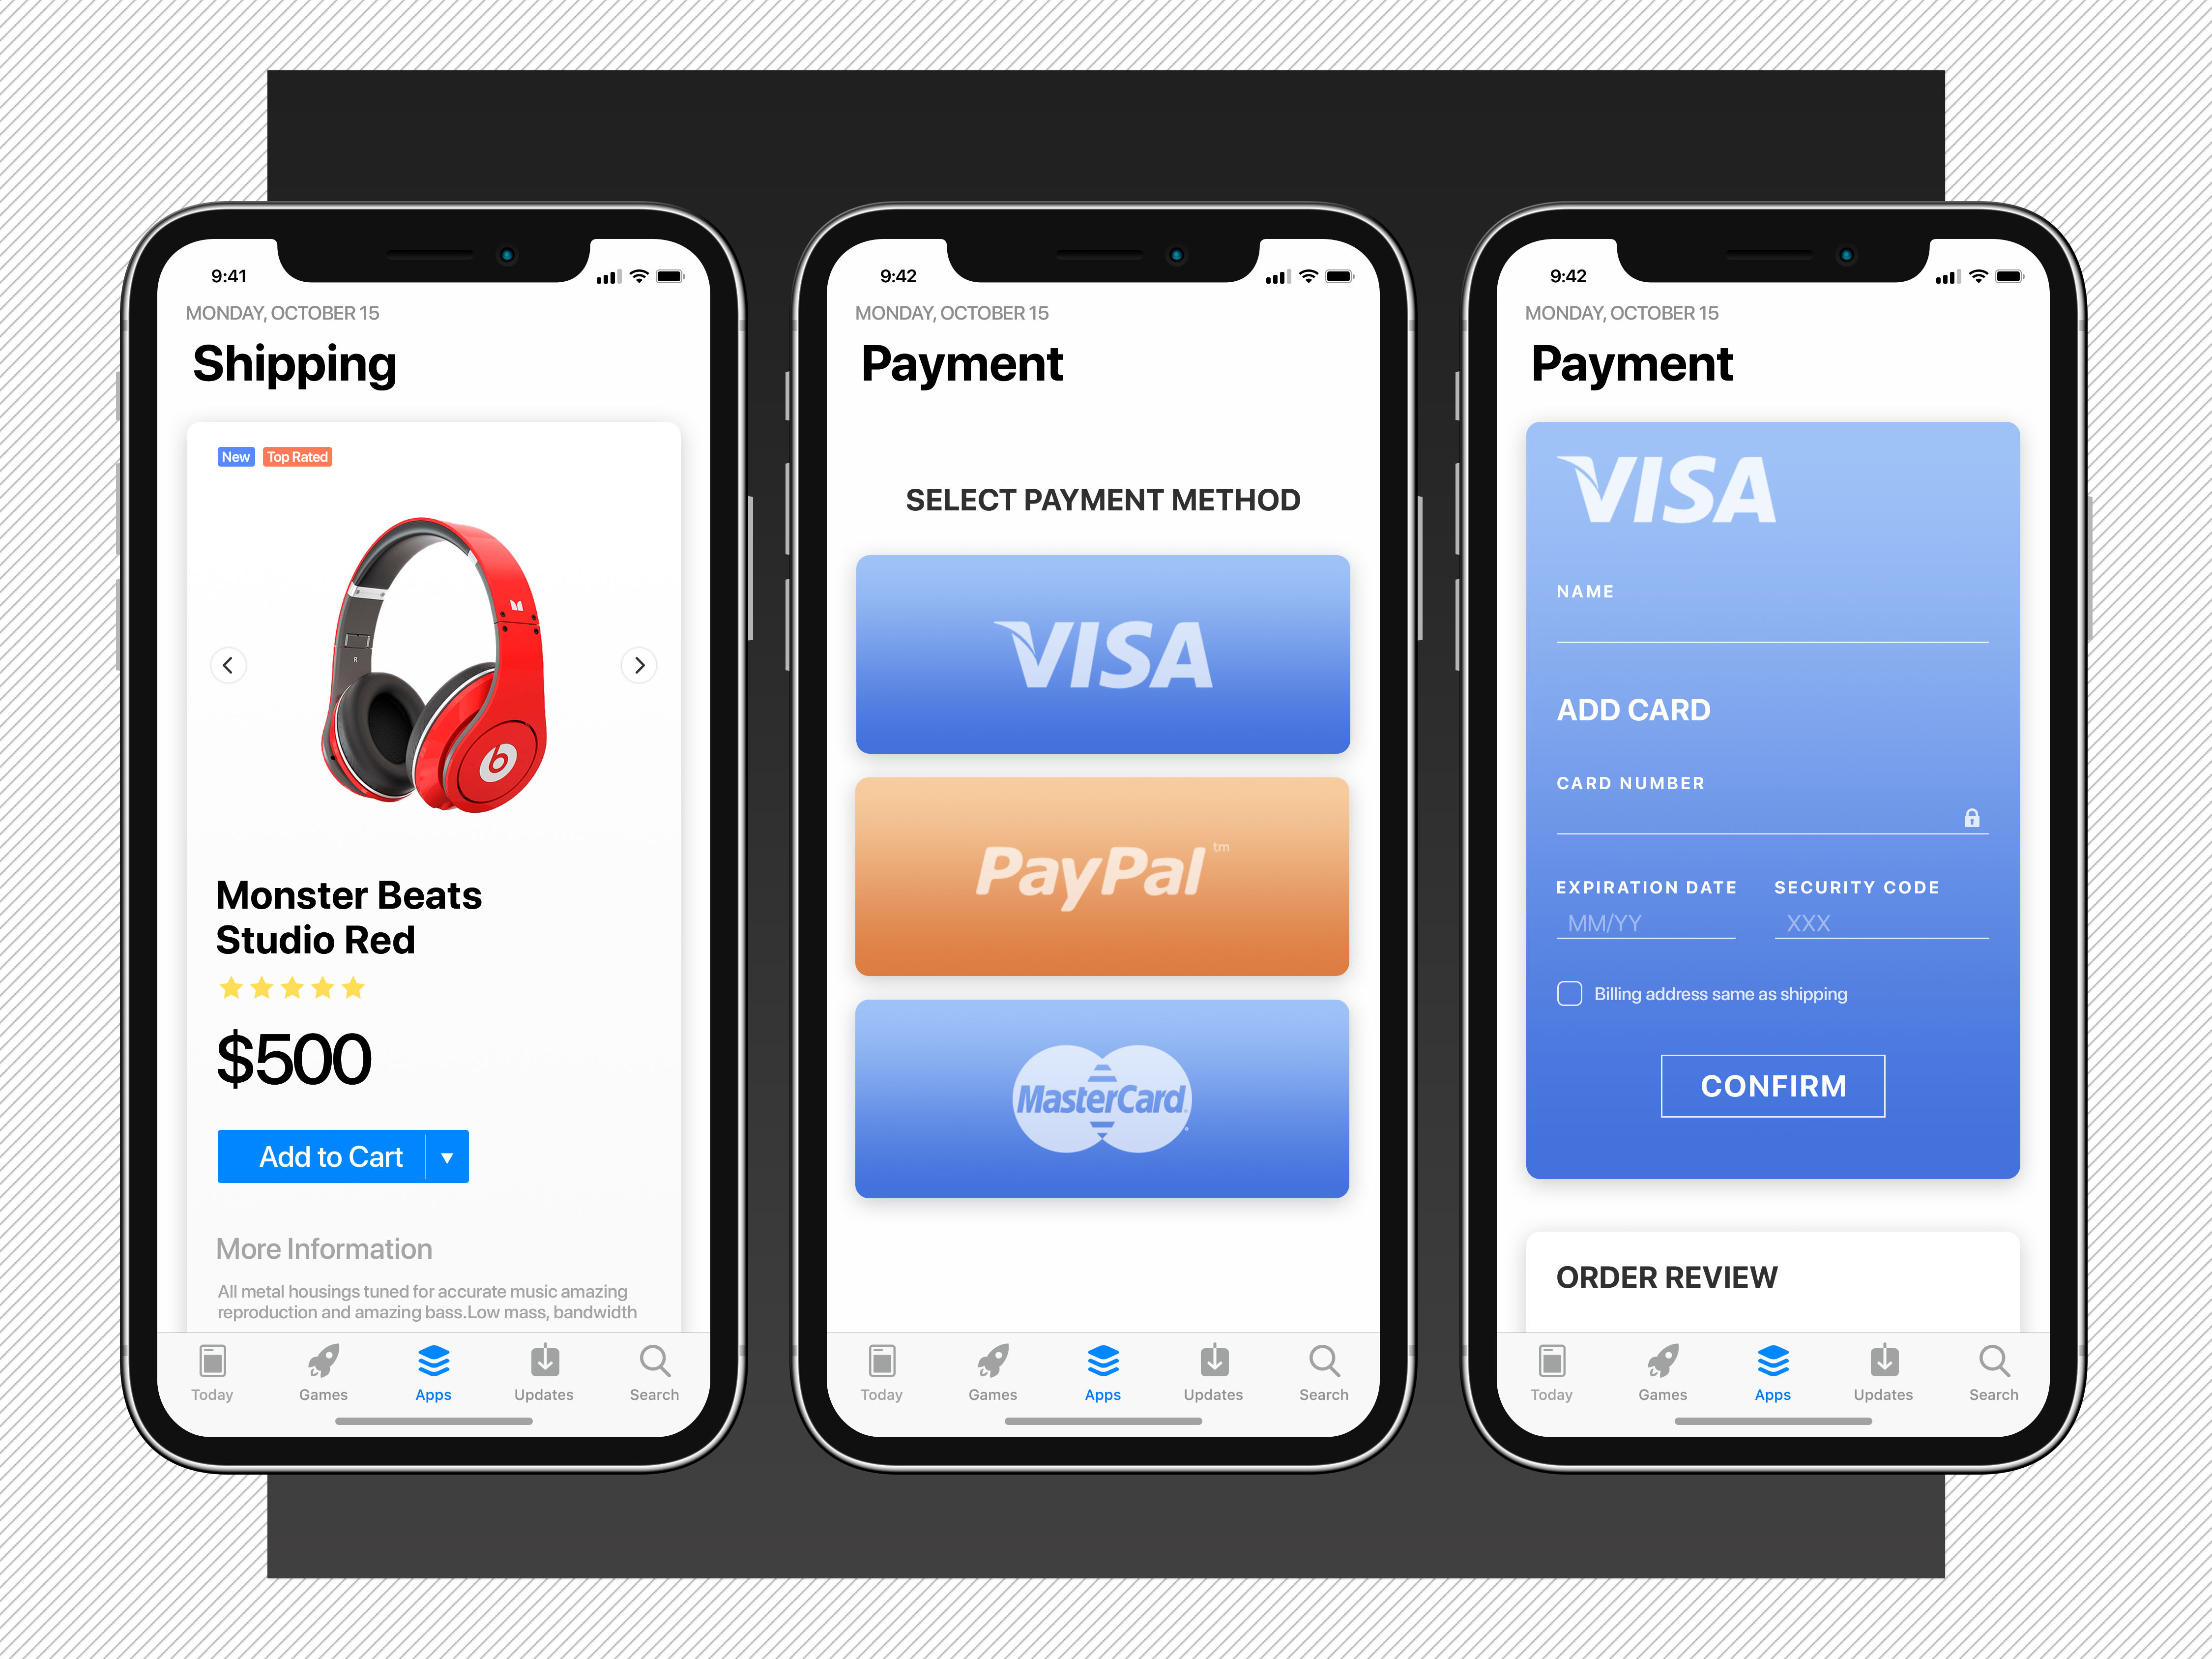 9:41
MONDAY, OCTOBER 15
Shipping
New Top Rated
R
b
Monster Beats
Studio Red
$500
Add to Cart
More Information
All metal housings tuned for accurate music amazing
reproduction and amazing bass.Low mass, bandwidth
Today Games Apps Updates Search
9:42
MONDAY, OCTOBER 15
Payment
SELECT PAYMENT METHOD
VISA
PayPal tm
MasterCard
Today Games Apps Updates Search
9:42
MONDAY, OCTOBER 15
Payment
VISA
NAME
ADD CARD
CARD NUMBER
EXPIRATION DATE SECURITY CODE
MM/YY XXX
Billing address same as shipping
CONFIRM
ORDER REVIEW
Today Games Apps Updates Search